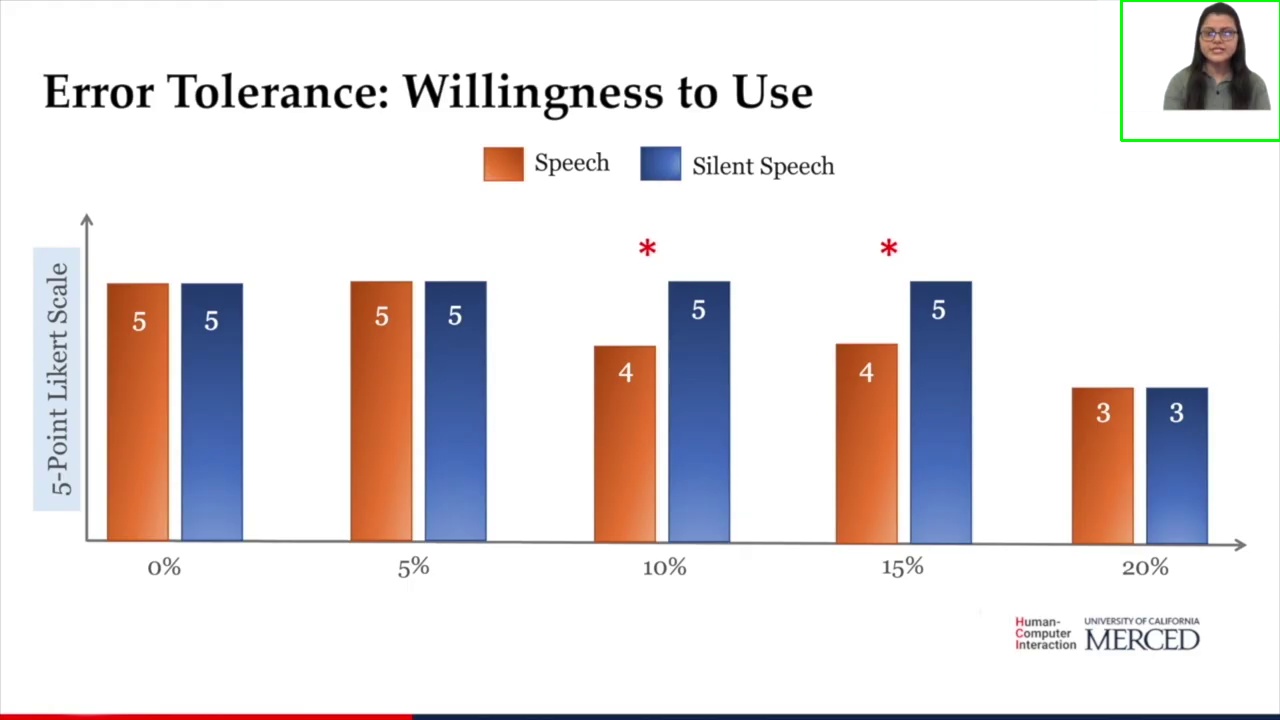 Error Tolerance: Willingness to Use
Speech
Silent Speech
5-Point Likert Scale
*
*
5
5
5
5
4
5
4
5
3
3
0%
5%
10%
15%
20%
Human-
Computer
Interaction
UNIVERSITY OF CALIFORNIA
MERCED